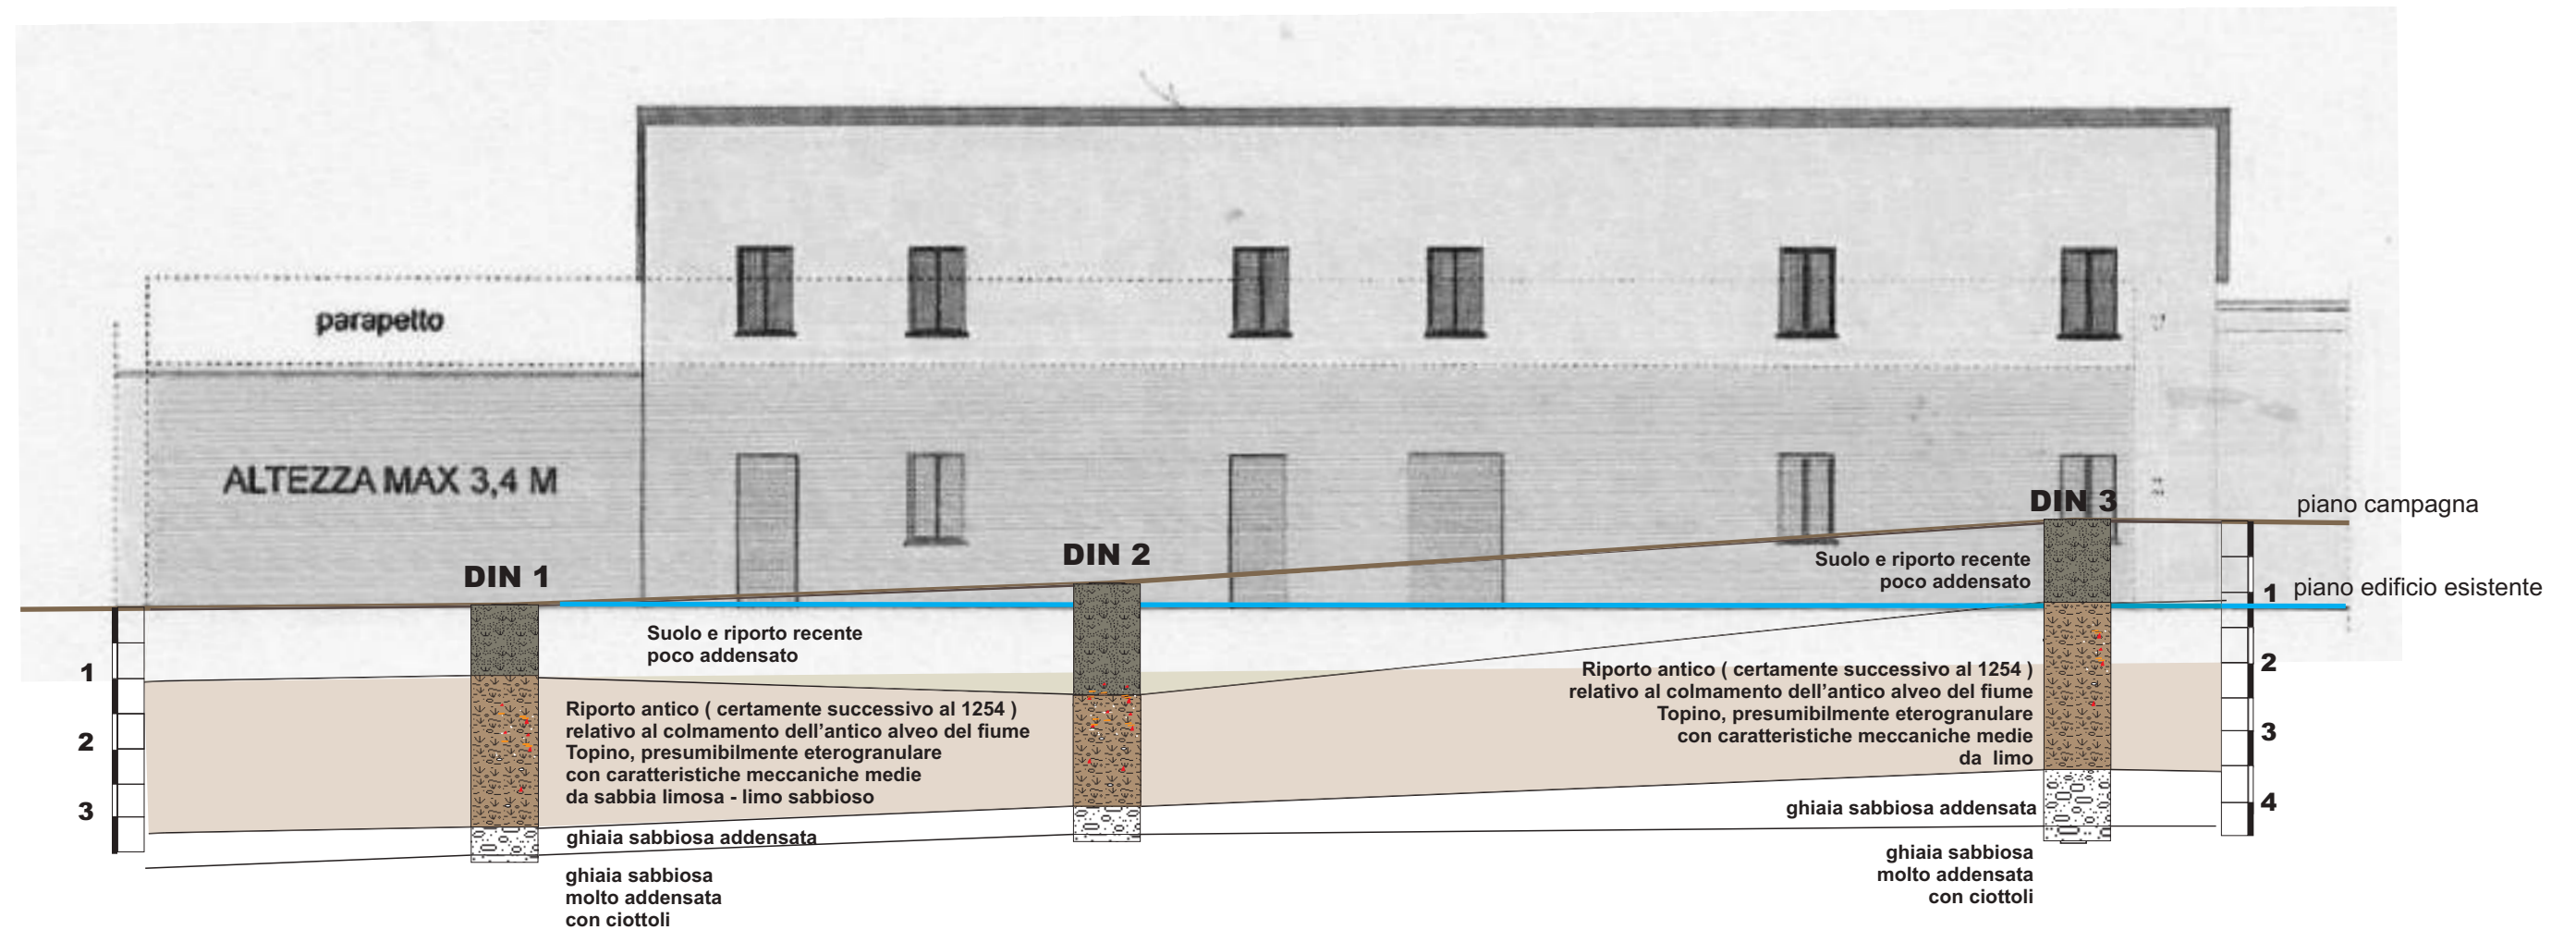 parapetto
ALTEZZA MAX 3,4 M
DIN 1
DIN 2
DIN 3
piano campagna
piano edificio esistente
Suolo e riporto recente
poco addensato
Suolo e riporto recente
poco addensato
1
2
3
1
2
3
4
Riporto antico ( certamente successivo al 1254 )
relativo al colmamento dell'antico alveo del fiume
Topino, presumibilmente eterogranulare
con caratteristiche meccaniche medie
da sabbia limosa - limo sabbioso
Riporto antico ( certamente successivo al 1254 )
relativo al colmamento dell'antico alveo del fiume
Topino, presumibilmente eterogranulare
con caratteristiche meccaniche medie
da limo
ghiaia sabbiosa addensata
ghiaia sabbiosa addensata
ghiaia sabbiosa
molto addensata
con ciottoli
ghiaia sabbiosa
molto addensata
con ciottoli